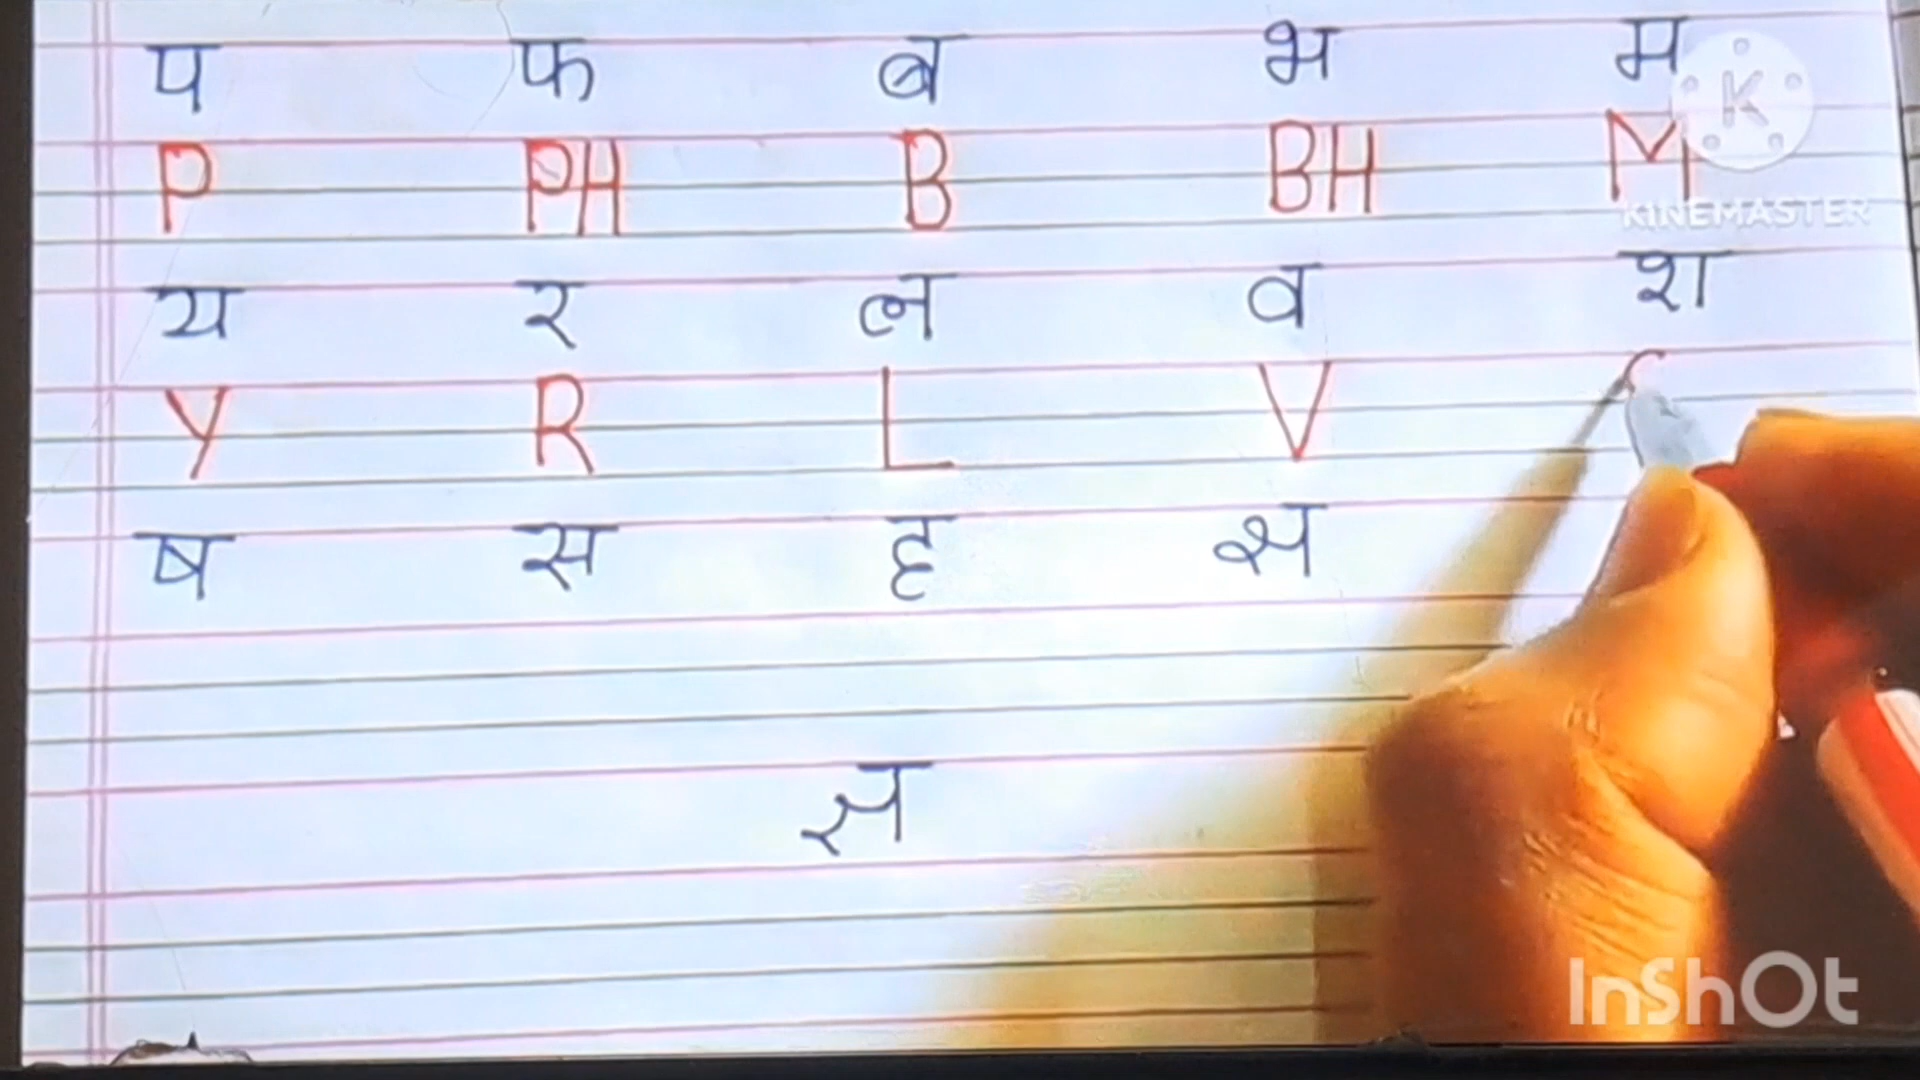 प फ ब भ म
P PH B BH M
KINEMASTER
य र ल व श
Y R L V
ष स ह क्ष
ज्ञ
InShOt